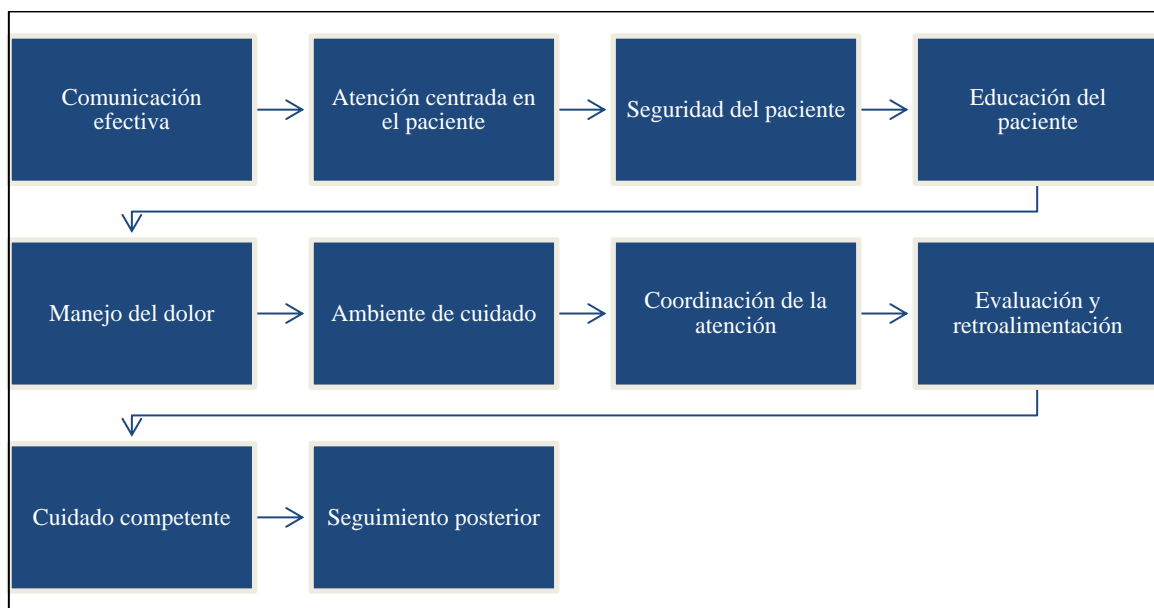 Comunicación
efectiva
Atención centrada en
el paciente
Seguridad del paciente
Educación del
paciente
Manejo del dolor
Ambiente de cuidado
Coordinación de la
atención
Evaluación y
retroalimentación
Cuidado competente
Seguimiento posterior